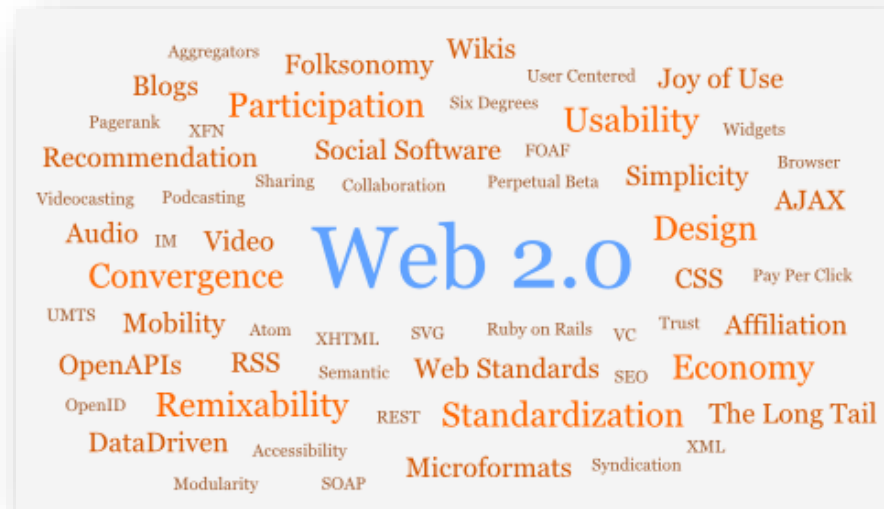 Wikis
Aggregators
Folksonomy
User Centered
Joy of Use
Blogs
Participation
Six Degrees
Usability
Pagerank
XFN
Widgets
Recommendation
Social Software
FOAF
Browser
Sharing
Collaboration
Perpetual Beta
Simplicity
Videocasting
Podcasting
AJAX
Audio
IM
Video
Web 2.0
Design
Convergence
CSS
Pay Per Click
UMTS
Mobility
Atom
XHTML
SVG
Ruby on Rails
VC
Trust
Affiliation
OpenAPIs
RSS
Semantic
Web Standards
SEO
Economy
OpenID
Remixability
REST
Standardization
The Long Tail
DataDriven
Accessibility
XML
Microformats
Syndication
Modularity
SOAP